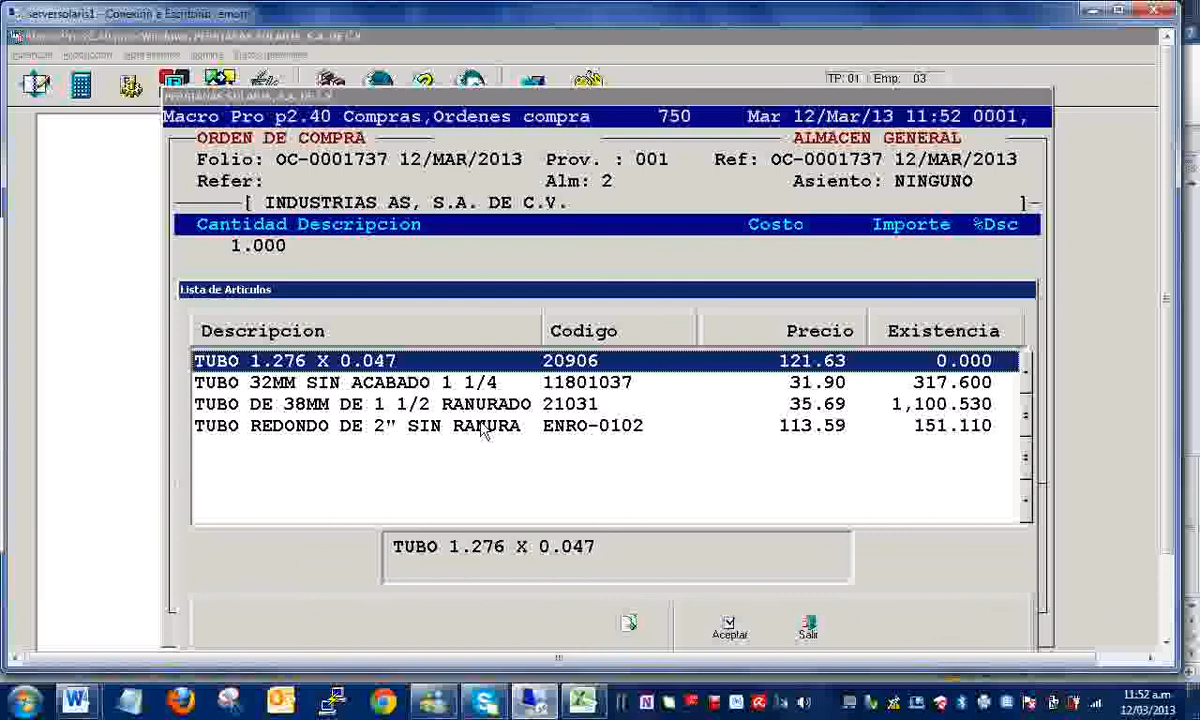 serversolaris1 - Conexión a Escritorio remoto
TP: 01 Emp. 03
Macro Pro p2.40 Compras,Ordenes compra 750 Mar 12/Mar/13 11:52 0001,
ORDEN DE COMPRA ALMACEN GENERAL
Folio: OC-0001737 12/MAR/2013 Prov. : 001 Ref: OC-0001737 12/MAR/2013
Refer: Alm: 2 Asiento: NINGUNO
[ INDUSTRIAS AS, S.A. DE C.V. ]
Cantidad Descripcion Costo Importe %Dsc
1.000
Lista de Articulos
Descripcion Codigo Precio Existencia
TUBO 1.276 X 0.047 20906 121.63 0.000
TUBO 32MM SIN ACABADO 1 1/4 11801037 31.90 317.600
TUBO DE 38MM DE 1 1/2 RANURADO 21031 35.69 1,100.530
TUBO REDONDO DE 2" SIN RANURA ENRO-0102 113.59 151.110
TUBO 1.276 X 0.047
Aceptar Salir
11:52 a.m.
12/03/2013